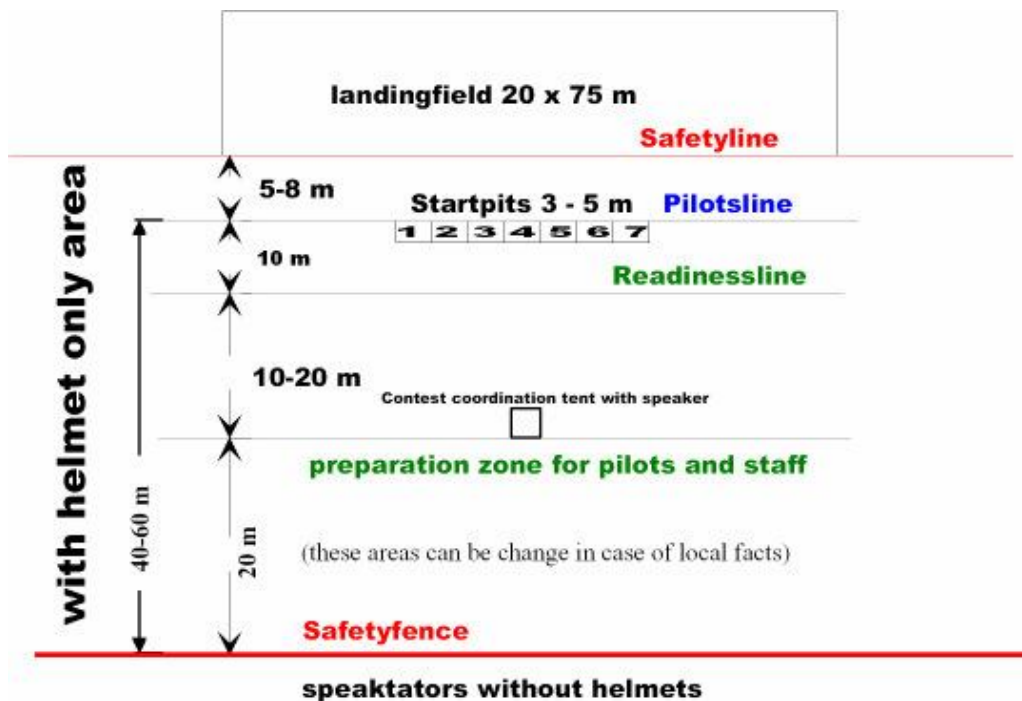 landingfield 20 x 75 m
Safetyline
5-8 m
Startpits 3 - 5 m
Pilotsline
1 2 3 4 5 6 7
10 m
Readinessline
with helmet only area
10-20 m
Contest coordination tent with speaker
preparation zone for pilots and staff
40-60 m
20 m
(these areas can be change in case of local facts)
Safetyfence
speaktators without helmets